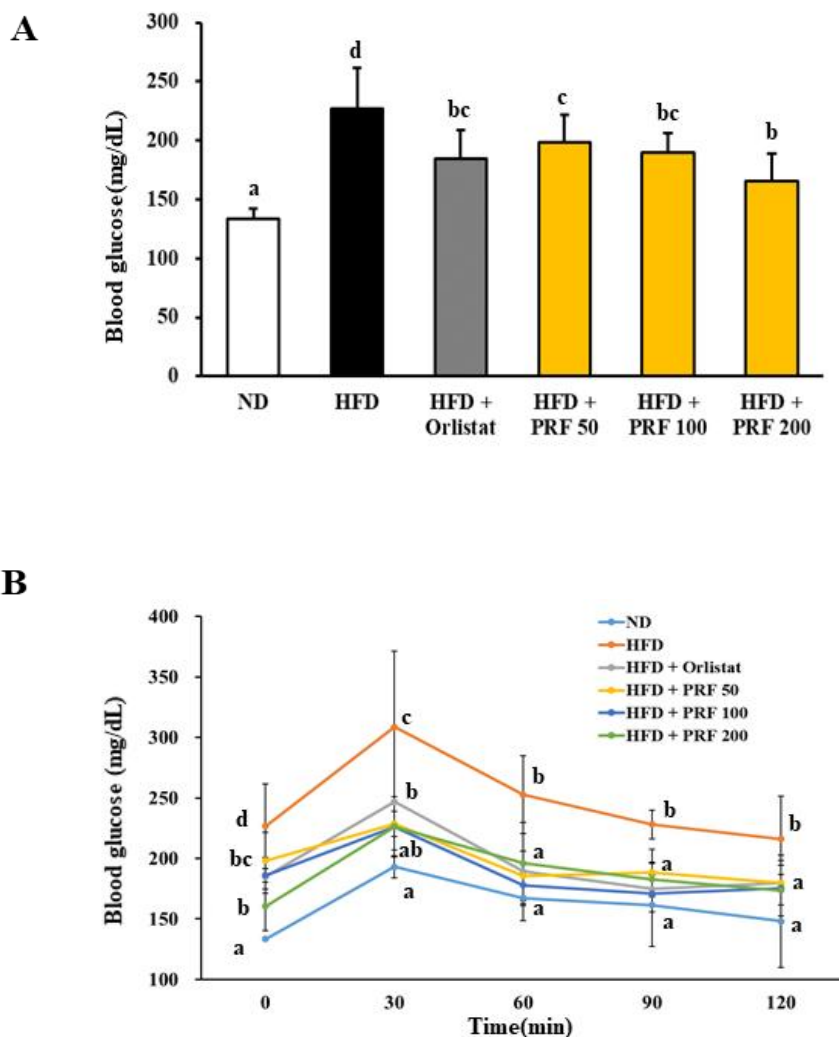 A
300
250
200
150
100
50
0
Blood glucose(mg/dL)
a
d
bc
c
bc
b
ND
HFD
HFD +
Orlistat
HFD +
PRF 50
HFD +
PRF 100
HFD +
PRF 200
B
400
350
300
250
200
150
100
Blood glucose (mg/dL)
ND
HFD
HFD + Orlistat
HFD + PRF 50
HFD + PRF 100
HFD + PRF 200
d
bc
b
a
c
b
ab
a
b
a
a
b
a
a
b
a
a
0
30
60
90
120
Time(min)